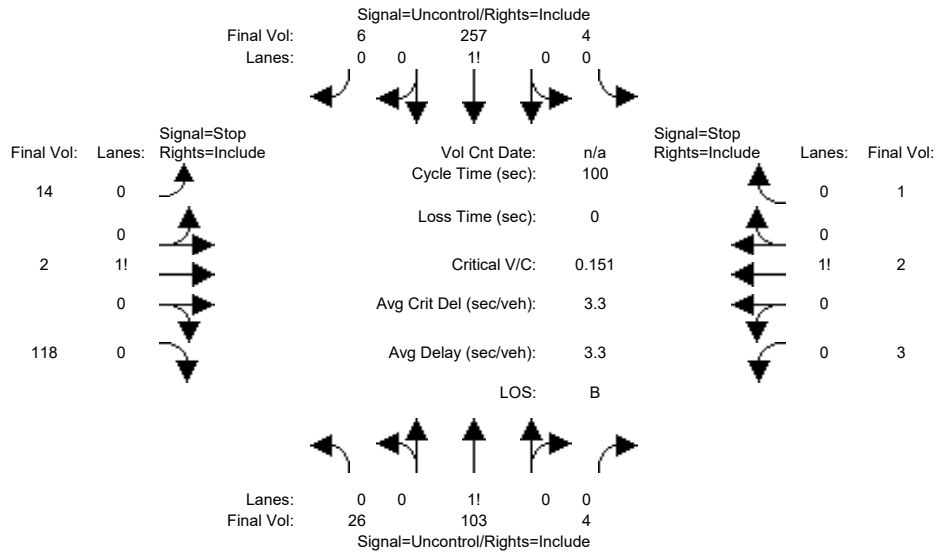 Signal=Uncontrol/Rights=Include
Final Vol: 6 257 4
Lanes: 0 0 1! 0 0
Signal=Stop Signal=Stop
Final Vol: Lanes: Rights=Include Vol Cnt Date: n/a Rights=Include Lanes: Final Vol:
Cycle Time (sec): 100
14 0 0 1
Loss Time (sec): 0
0 0
2 1! Critical V/C: 0.151 1! 2
0 Avg Crit Del (sec/veh): 3.3 0
118 0 Avg Delay (sec/veh): 3.3 0 3
LOS: B
Lanes: 0 0 1! 0 0
Final Vol: 26 103 4
Signal=Uncontrol/Rights=Include